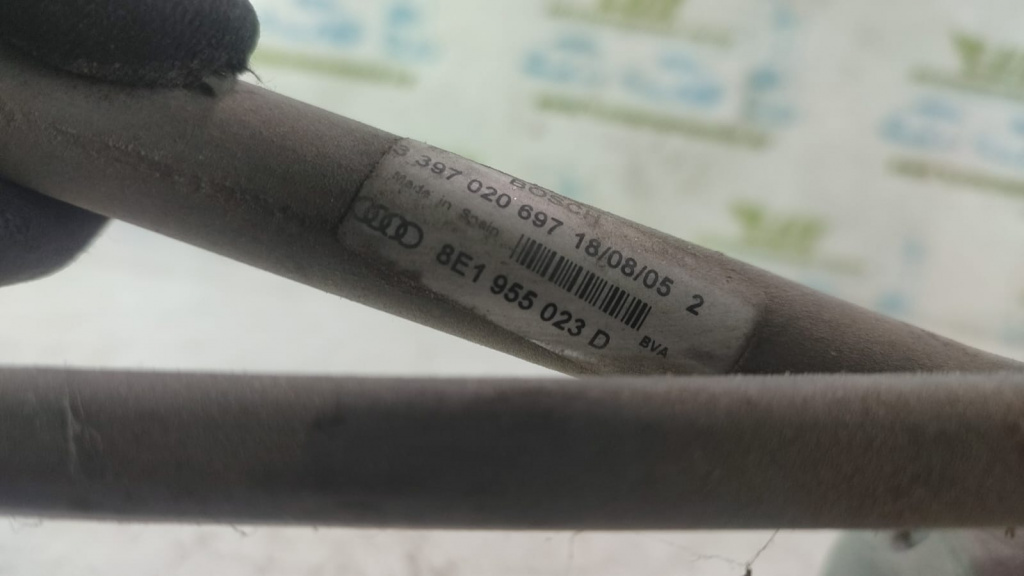 BOSCH
3 397 020 697 18/08/05 2
Made in Spain
8E1 955 023 D BVA